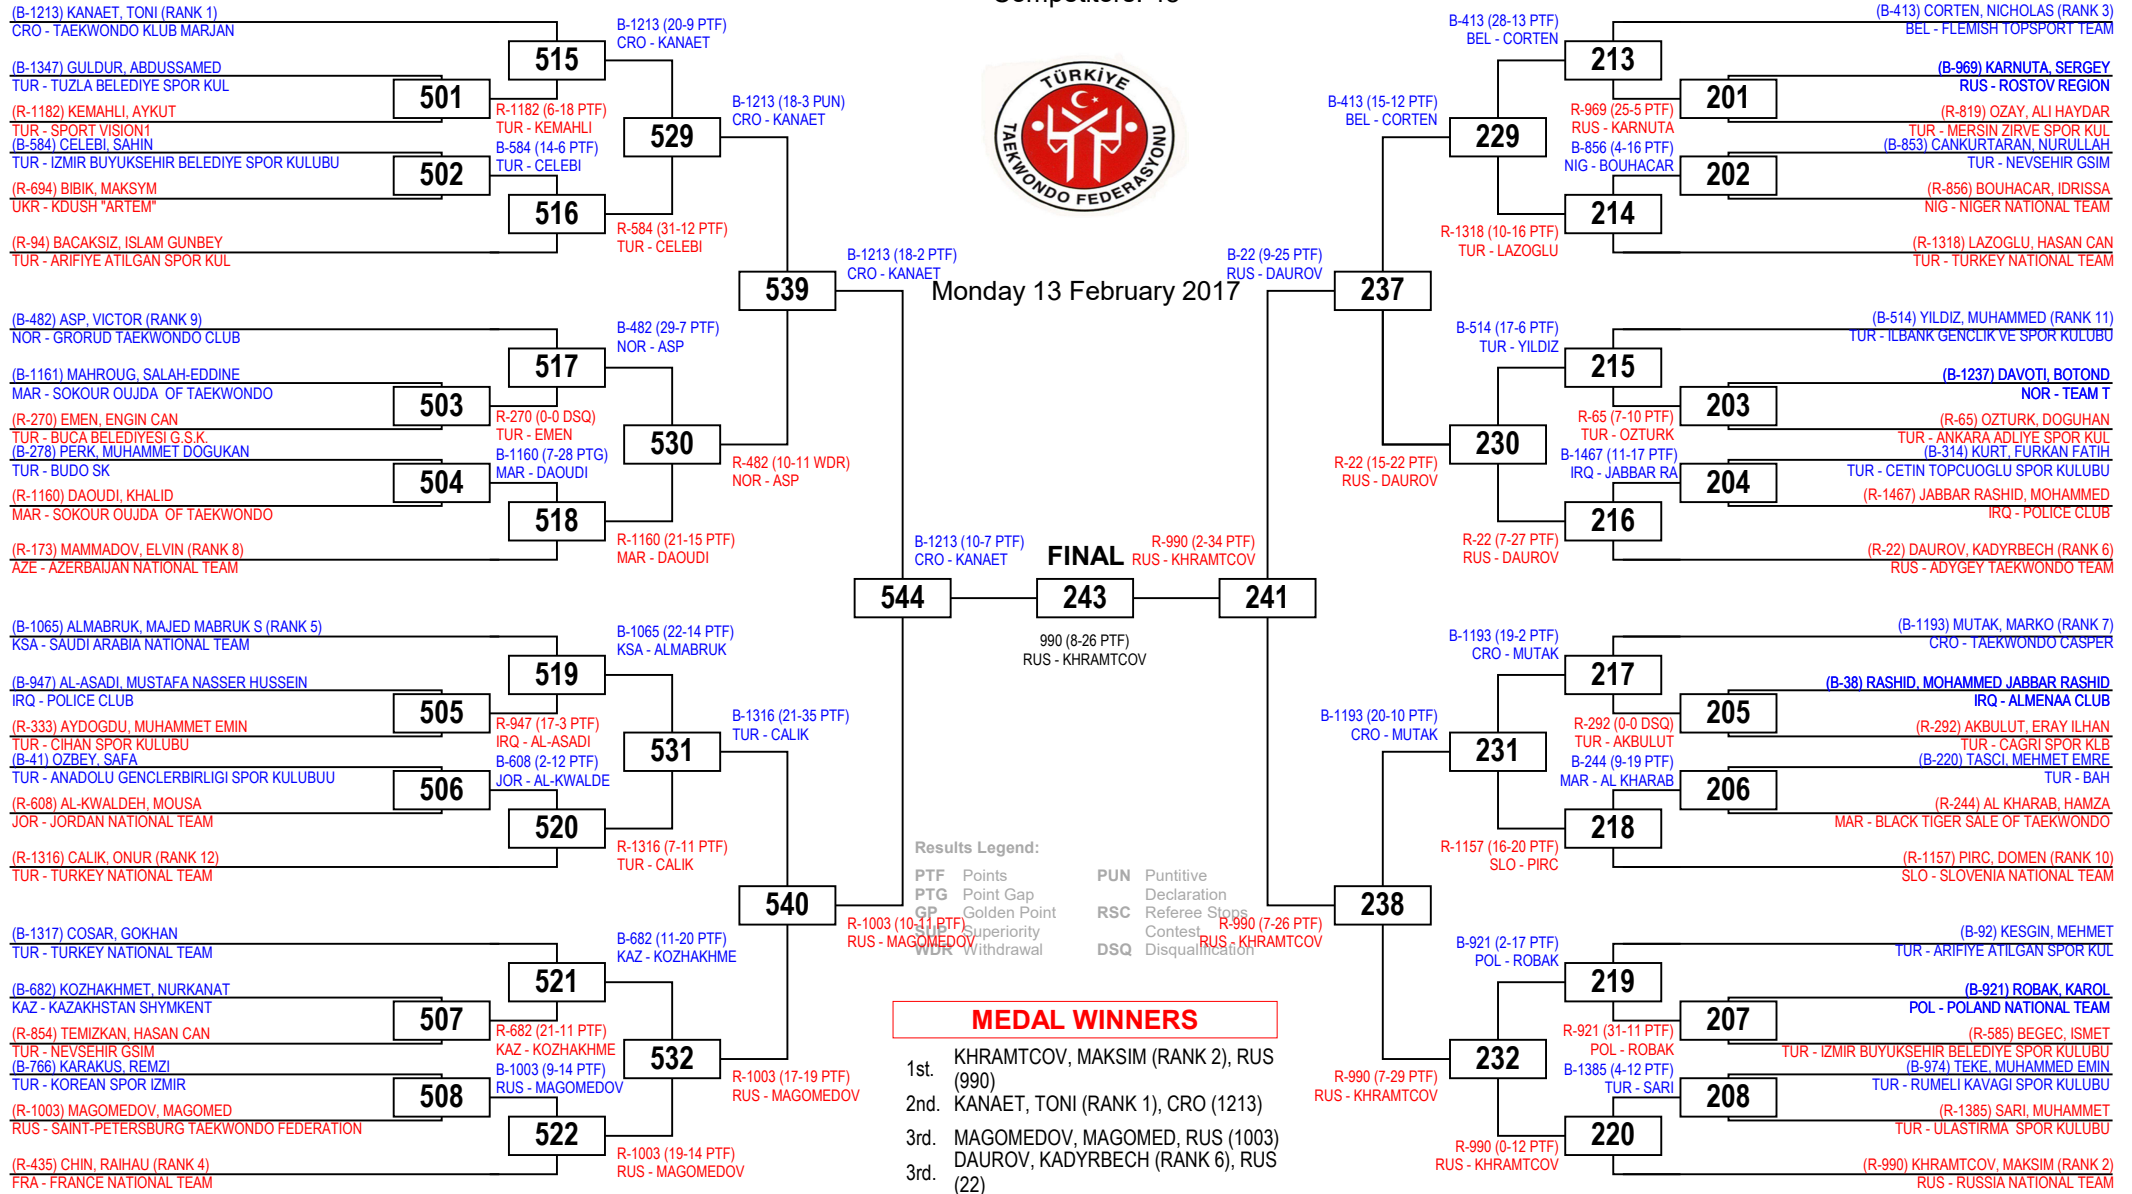 (B-1213) KANAET, TONI (RANK 1)
CRO - TAEKWONDO KLUB MARJAN
(B-1347) GULDUR, ABDUSSAMED
TUR - TUZLA BELEDIYE SPOR KUL
(R-1182) KEMAHLI, AYKUT
TUR - SPORT VISION1
(B-584) CELEBI, SAHIN
TUR - IZMIR BUYUKSEHIR BELEDIYE SPOR KULUBU
(R-694) BIBIK, MAKSYM
UKR - KDUSH "ARTEM"
(R-94) BACAKSIZ, ISLAM GUNBEY
TUR - ARIFIYE ATILGAN SPOR KUL
(B-482) ASP, VICTOR (RANK 9)
NOR - GRORUD TAEKWONDO CLUB
(B-1161) MAHROUG, SALAH-EDDINE
MAR - SOKOUR OUJDA  OF TAEKWONDO
(R-270) EMEN, ENGIN CAN
TUR - BUCA BELEDIYESI G.S.K.
(B-278) PERK, MUHAMMET DOGUKAN
TUR - BUDO SK
(R-1160) DAOUDI, KHALID
MAR - SOKOUR OUJDA  OF TAEKWONDO
(R-173) MAMMADOV, ELVIN (RANK 8)
AZE - AZERBAIJAN NATIONAL TEAM
(B-1065) ALMABRUK, MAJED MABRUK S (RANK 5)
KSA - SAUDI ARABIA NATIONAL TEAM
(B-947) AL-ASADI, MUSTAFA NASSER HUSSEIN
IRQ - POLICE CLUB
(R-333) AYDOGDU, MUHAMMET EMIN
TUR - CIHAN SPOR KULUBU
(B-41) OZBEY, SAFA
TUR - ANADOLU GENCLERBIRLIGI SPOR KULUBUU
(R-608) AL-KWALDEH, MOUSA
JOR - JORDAN NATIONAL TEAM
(R-1316) CALIK, ONUR (RANK 12)
TUR - TURKEY NATIONAL TEAM
(B-1317) COSAR, GOKHAN
TUR - TURKEY NATIONAL TEAM
(B-682) KOZHAKHMET, NURKANAT
KAZ - KAZAKHSTAN SHYMKENT
(R-854) TEMIZKAN, HASAN CAN
TUR - NEVSEHIR GSIM
(B-766) KARAKUS, REMZI
TUR - KOREAN SPOR IZMIR
(R-1003) MAGOMEDOV, MAGOMED
RUS - SAINT-PETERSBURG TAEKWONDO FEDERATION
(R-435) CHIN, RAIHAU (RANK 4)
FRA - FRANCE NATIONAL TEAM
501
502
503
504
505
506
507
508
515
R-1182 (6-18 PTF)
TUR - KEMAHLI
B-584 (14-6 PTF)
TUR - CELEBI
516
517
R-270 (0-0 DSQ)
TUR - EMEN
B-1160 (7-28 PTG)
MAR - DAOUDI
518
519
R-947 (17-3 PTF)
IRQ - AL-ASADI
B-608 (2-12 PTF)
JOR - AL-KWALDE
520
521
R-682 (21-11 PTF)
KAZ - KOZHAKHME
B-1003 (9-14 PTF)
RUS - MAGOMEDOV
522
B-1213 (20-9 PTF)
CRO - KANAET
529
R-584 (31-12 PTF)
TUR - CELEBI
B-482 (29-7 PTF)
NOR - ASP
530
R-1160 (21-15 PTF)
MAR - DAOUDI
B-1065 (22-14 PTF)
KSA - ALMABRUK
531
R-1316 (7-11 PTF)
TUR - CALIK
B-682 (11-20 PTF)
KAZ - KOZHAKHME
532
R-1003 (19-14 PTF)
RUS - MAGOMEDOV
B-1213 (18-3 PUN)
CRO - KANAET
539
R-482 (10-11 WDR)
NOR - ASP
B-1316 (21-35 PTF)
TUR - CALIK
540
R-1003 (17-19 PTF)
RUS - MAGOMEDOV
B-1213 (18-2 PTF)
CRO - KANAET
544
R-1003 (10-11 PTF)
RUS - MAGOMEDOV
TÜRKİYE
TAEKWONDO FEDERASYONU
Monday 13 February 2017
B-1213 (10-7 PTF)
CRO - KANAET
FINAL
R-990 (2-34 PTF)
RUS - KHRAMTCOV
243
990 (8-26 PTF)
RUS - KHRAMTCOV
Results Legend:
PTF Points
PTG Point Gap
GP Golden Point
SUP Superiority
WDR Withdrawal
PUN Puntitive
Declaration
RSC Referee Stops
Contest
DSQ Disqualification
MEDAL WINNERS
1st. KHRAMTCOV, MAKSIM (RANK 2), RUS
(990)
2nd. KANAET, TONI (RANK 1), CRO (1213)
3rd. MAGOMEDOV, MAGOMED, RUS (1003)
3rd. DAUROV, KADYRBECH (RANK 6), RUS
(22)
B-22 (9-25 PTF)
RUS - DAUROV
241
R-990 (7-26 PTF)
RUS - KHRAMTCOV
B-413 (15-12 PTF)
BEL - CORTEN
237
R-22 (15-22 PTF)
RUS - DAUROV
B-1193 (20-10 PTF)
CRO - MUTAK
238
R-990 (7-29 PTF)
RUS - KHRAMTCOV
B-413 (28-13 PTF)
BEL - CORTEN
229
R-1318 (10-16 PTF)
TUR - LAZOGLU
B-514 (17-6 PTF)
TUR - YILDIZ
230
R-22 (7-27 PTF)
RUS - DAUROV
B-1193 (19-2 PTF)
CRO - MUTAK
231
R-1157 (16-20 PTF)
SLO - PIRC
B-921 (2-17 PTF)
POL - ROBAK
232
R-990 (0-12 PTF)
RUS - KHRAMTCOV
213
R-969 (25-5 PTF)
RUS - KARNUTA
B-856 (4-16 PTF)
NIG - BOUHACAR
214
215
R-65 (7-10 PTF)
TUR - OZTURK
B-1467 (11-17 PTF)
IRQ - JABBAR RA
216
217
R-292 (0-0 DSQ)
TUR - AKBULUT
B-244 (9-19 PTF)
MAR - AL KHARAB
218
219
R-921 (31-11 PTF)
POL - ROBAK
B-1385 (4-12 PTF)
TUR - SARI
220
201
202
203
204
205
206
207
208
(B-413) CORTEN, NICHOLAS (RANK 3)
BEL - FLEMISH TOPSPORT TEAM
(B-969) KARNUTA, SERGEY
RUS - ROSTOV REGION
(R-819) OZAY, ALI HAYDAR
TUR - MERSIN ZIRVE SPOR KUL
(B-853) CANKURTARAN, NURULLAH
TUR - NEVSEHIR GSIM
(R-856) BOUHACAR, IDRISSA
NIG - NIGER NATIONAL TEAM
(R-1318) LAZOGLU, HASAN CAN
TUR - TURKEY NATIONAL TEAM
(B-514) YILDIZ, MUHAMMED (RANK 11)
TUR - ILBANK GENCLIK VE SPOR KULUBU
(B-1237) DAVOTI, BOTOND
NOR - TEAM T
(R-65) OZTURK, DOGUHAN
TUR - ANKARA ADLIYE SPOR KUL
(B-314) KURT, FURKAN FATIH
TUR - CETIN TOPCUOGLU SPOR KULUBU
(R-1467) JABBAR RASHID, MOHAMMED
IRQ - POLICE CLUB
(R-22) DAUROV, KADYRBECH (RANK 6)
RUS - ADYGEY TAEKWONDO TEAM
(B-1193) MUTAK, MARKO (RANK 7)
CRO - TAEKWONDO CASPER
(B-38) RASHID, MOHAMMED JABBAR RASHID
IRQ - ALMENAA CLUB
(R-292) AKBULUT, ERAY ILHAN
TUR - CAGRI SPOR KLB
(B-220) TASCI, MEHMET EMRE
TUR - BAH
(R-244) AL KHARAB, HAMZA
MAR - BLACK TIGER SALE OF TAEKWONDO
(R-1157) PIRC, DOMEN (RANK 10)
SLO - SLOVENIA NATIONAL TEAM
(B-92) KESGIN, MEHMET
TUR - ARIFIYE ATILGAN SPOR KUL
(B-921) ROBAK, KAROL
POL - POLAND NATIONAL TEAM
(R-585) BEGEC, ISMET
TUR - IZMIR BUYUKSEHIR BELEDIYE SPOR KULUBU
(B-974) TEKE, MUHAMMED EMIN
TUR - RUMELI KAVAGI SPOR KULUBU
(R-1385) SARI, MUHAMMET
TUR - ULASTIRMA  SPOR KULUBU
(R-990) KHRAMTCOV, MAKSIM (RANK 2)
RUS - RUSSIA NATIONAL TEAM